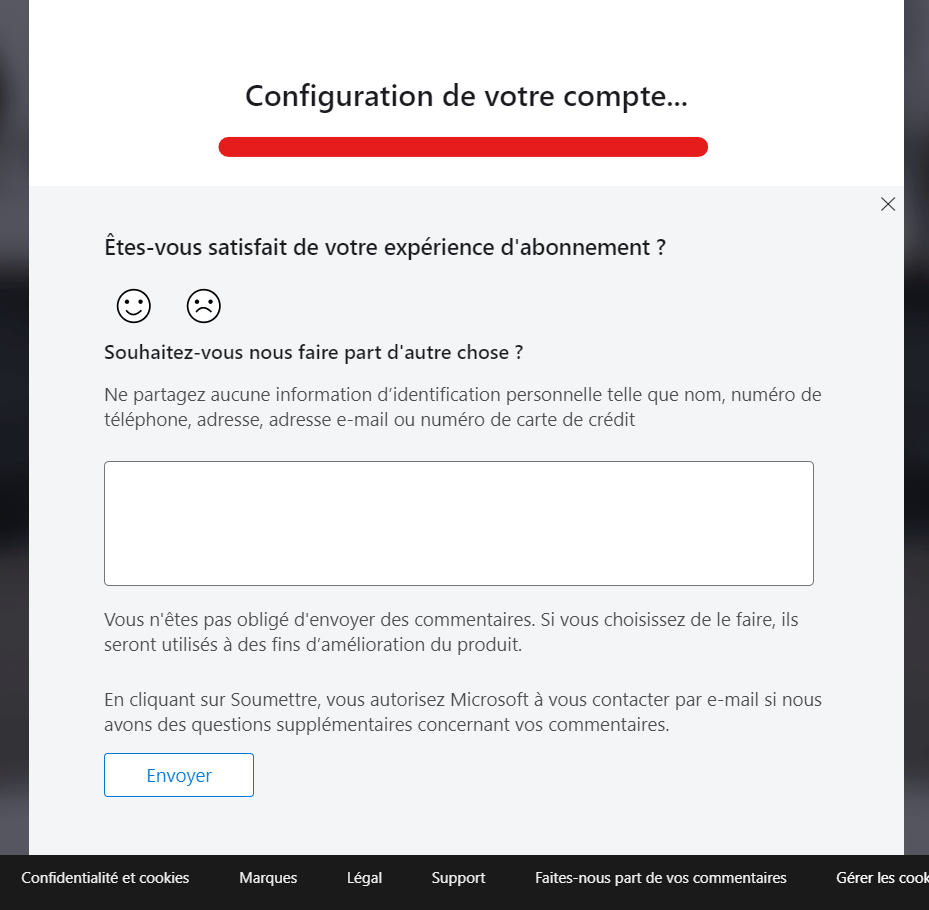 Configuration de votre compte...
Êtes-vous satisfait de votre expérience d'abonnement ?
Souhaitez-vous nous faire part d'autre chose ?
Ne partagez aucune information d’identification personnelle telle que nom, numéro de
téléphone, adresse, adresse e-mail ou numéro de carte de crédit
Vous n'êtes pas obligé d'envoyer des commentaires. Si vous choisissez de le faire, ils
seront utilisés à des fins d’amélioration du produit.
En cliquant sur Soumettre, vous autorisez Microsoft à vous contacter par e-mail si nous
avons des questions supplémentaires concernant vos commentaires.
Envoyer
Confidentialité et cookies Marques Légal Support Faites-nous part de vos commentaires Gérer les cook